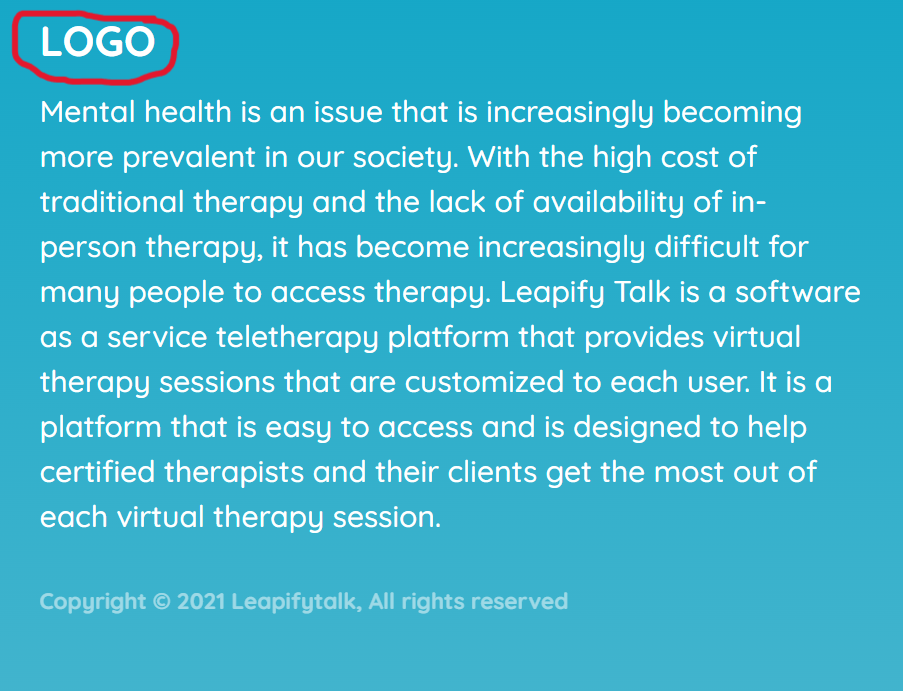 LOGO
Mental health is an issue that is increasingly becoming
more prevalent in our society. With the high cost of
traditional therapy and the lack of availability of in-
person therapy, it has become increasingly difficult for
many people to access therapy. Leapify Talk is a software
as a service teletherapy platform that provides virtual
therapy sessions that are customized to each user. It is a
platform that is easy to access and is designed to help
certified therapists and their clients get the most out of
each virtual therapy session.
Copyright © 2021 Leapifytalk, All rights reserved